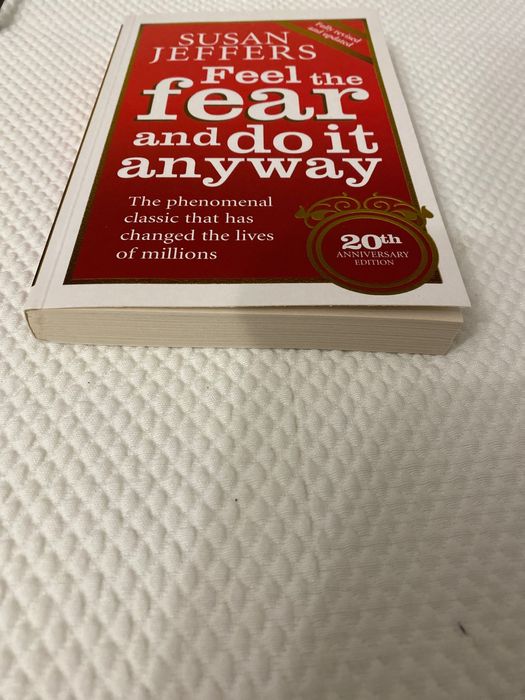 SUSAN
JEFFERS
Fully revised
and updated
Feel the
fear
and do it
anyway
The phenomenal
classic that has
changed the lives
of millions
20th
ANNIVERSARY
EDITION